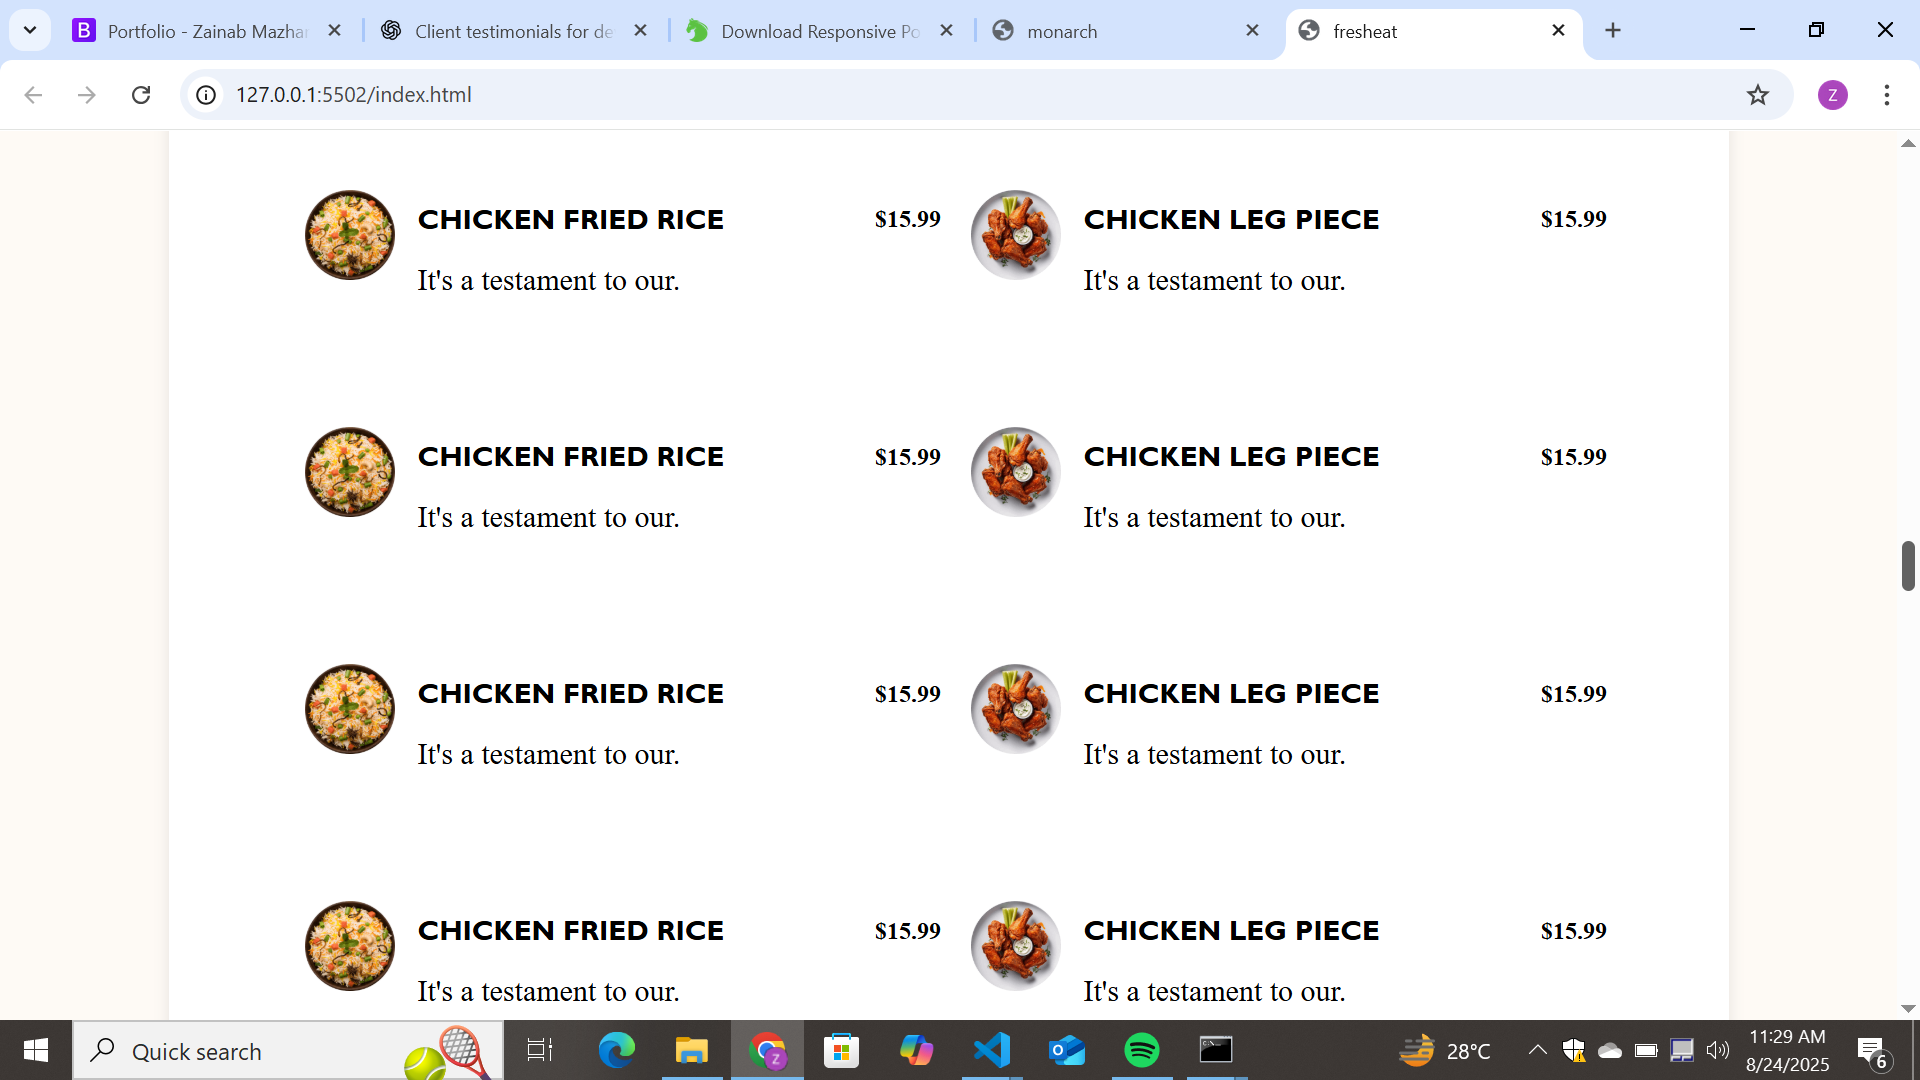 Portfolio - Zainab Mazhar
Client testimonials for de
Download Responsive Po
monarch
fresheat
127.0.0.1:5502/index.html
Z
CHICKEN FRIED RICE $15.99 CHICKEN LEG PIECE $15.99
It's a testament to our. It's a testament to our.
CHICKEN FRIED RICE $15.99 CHICKEN LEG PIECE $15.99
It's a testament to our. It's a testament to our.
CHICKEN FRIED RICE $15.99 CHICKEN LEG PIECE $15.99
It's a testament to our. It's a testament to our.
CHICKEN FRIED RICE $15.99 CHICKEN LEG PIECE $15.99
It's a testament to our. It's a testament to our.
Quick search
28°C
11:29 AM
8/24/2025
6